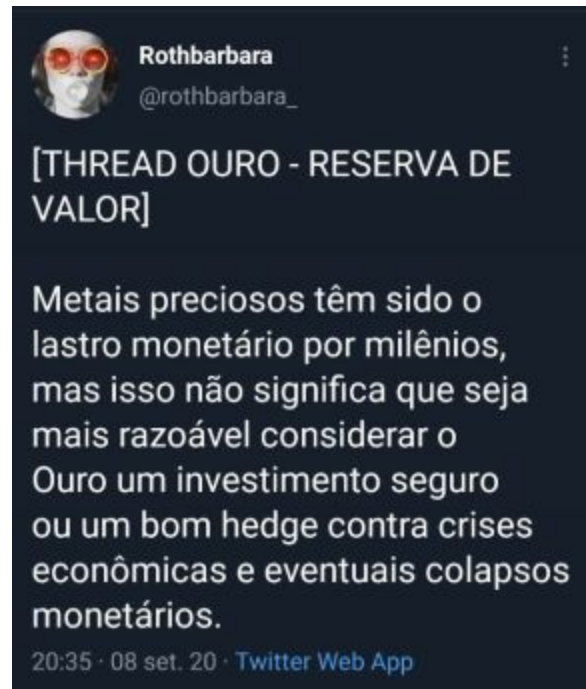 Rothbarbara
@rothbarbara_
[THREAD OURO - RESERVA DE
VALOR]
Metais preciosos têm sido o
lastro monetário por milênios,
mas isso não significa que seja
mais razoável considerar o
Ouro um investimento seguro
ou um bom hedge contra crises
econômicas e eventuais colapsos
monetários.
20:35 · 08 set. 20 · Twitter Web App